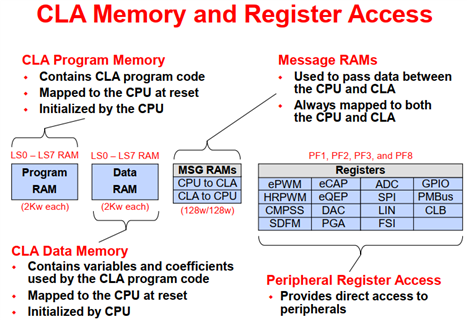 CLA Memory and Register Access
CLA Program Memory
• Contains CLA program code
• Mapped to the CPU at reset
• Initialized by the CPU
Message RAMs
• Used to pass data between
the CPU and CLA
• Always mapped to both
the CPU and CLA
LS0 – LS7 RAM
Program
RAM
(2Kw each)
LS0 – LS7 RAM
Data
RAM
(2Kw each)
MSG RAMs
CPU to CLA
CLA to CPU
(128w/128w)
PF1, PF2, PF3, and PF8
Registers
ePWM eCAP ADC GPIO
HRPWM eQEP SPI PMBus
CMPSS DAC LIN CLB
SDFM PGA FSI
CLA Data Memory
• Contains variables and coefficients
used by the CLA program code
• Mapped to the CPU at reset
• Initialized by the CPU
Peripheral Register Access
• Provides direct access to
peripherals